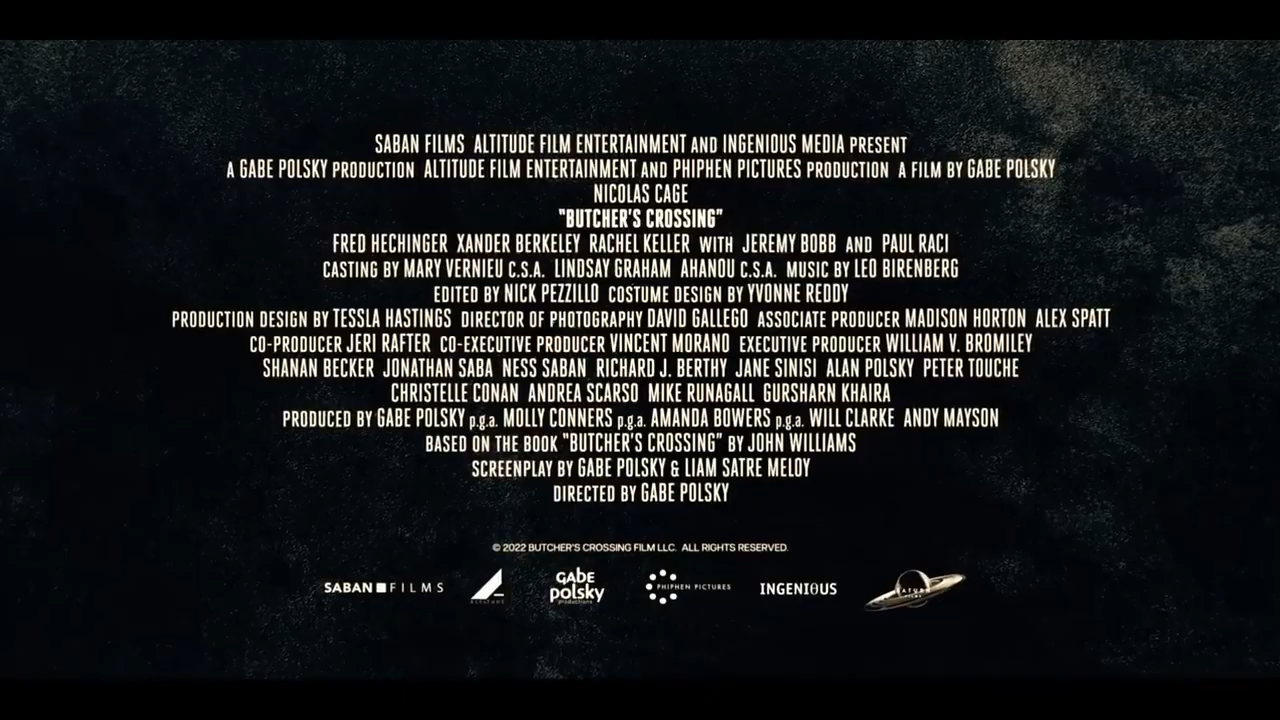 SABAN FILMS ALTITUDE FILM ENTERTAINMENT AND INGENIOUS MEDIA PRESENT
A GABE POLSKY PRODUCTION ALTITUDE FILM ENTERTAINMENT AND PHIPHEN PICTURES PRODUCTION A FILM BY GABE POLSKY
NICOLAS CAGE
"BUTCHER'S CROSSING"
FRED HECHINGER XANDER BERKELEY RACHEL KELLER WITH JEREMY BOBB AND PAUL RACI
CASTING BY MARY VERNIEU C.S.A. LINDSAY GRAHAM AHANOU C.S.A. MUSIC BY LEO BIRENBERG
EDITED BY NICK PEZZILLO COSTUME DESIGN BY YVONNE REDDY
PRODUCTION DESIGN BY TESSLA HASTINGS DIRECTOR OF PHOTOGRAPHY DAVID GALLEGO ASSOCIATE PRODUCER MADISON HORTON ALEX SPATT
CO-PRODUCER JERI RAFTER CO-EXECUTIVE PRODUCER VINCENT MORANO EXECUTIVE PRODUCER WILLIAM V. BROMILEY
SHANAN BECKER JONATHAN SABA NESS SABAN RICHARD J. BERTHY JANE SINISI ALAN POLSKY PETER TOUCHE
CHRISTELLE CONAN ANDREA SCARSO MIKE RUNAGALL GURSHARN KHAIRA
PRODUCED BY GABE POLSKY p.g.a. MOLLY CONNERS p.g.a. AMANDA BOWERS p.g.a. WILL CLARKE ANDY MAYSON
BASED ON THE BOOK "BUTCHER'S CROSSING" BY JOHN WILLIAMS
SCREENPLAY BY GABE POLSKY & LIAM SATRE MELOY
DIRECTED BY GABE POLSKY
© 2022 BUTCHER'S CROSSING FILM LLC. ALL RIGHTS RESERVED.
SABAN FILMS
ALTITUDE
GABE
polsky
productions
PHIPHEN PICTURES
INGENIOUS
SATURN
FILMS